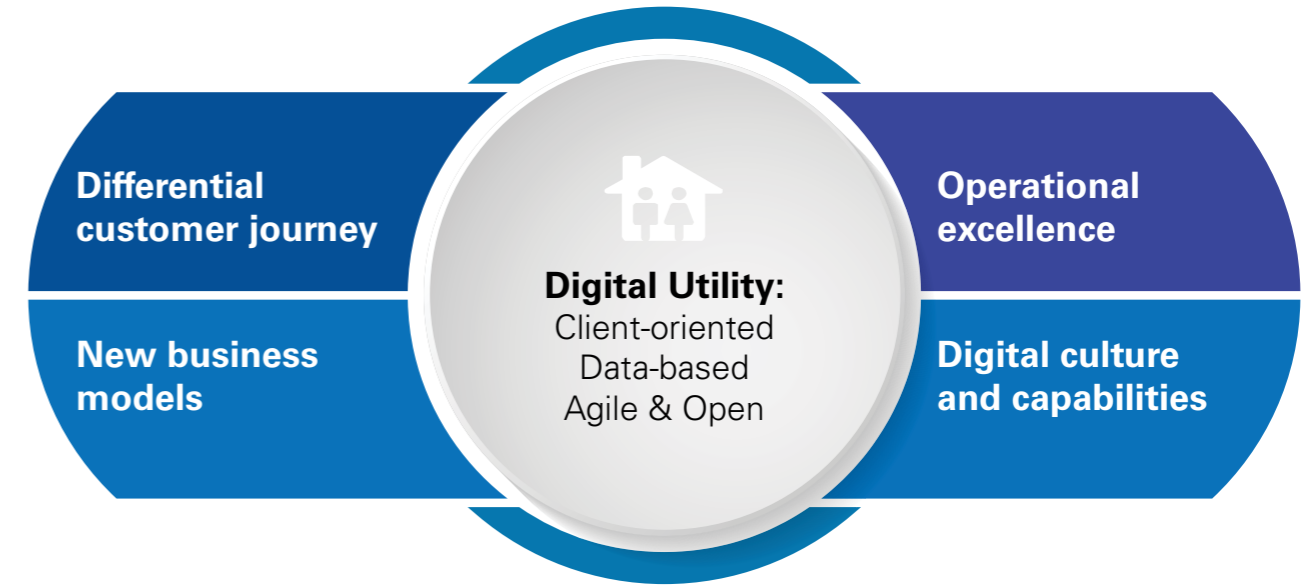 Differential
customer journey
New business
models
Digital Utility:
Client-oriented
Data-based
Agile & Open
Operational
excellence
Digital culture
and capabilities